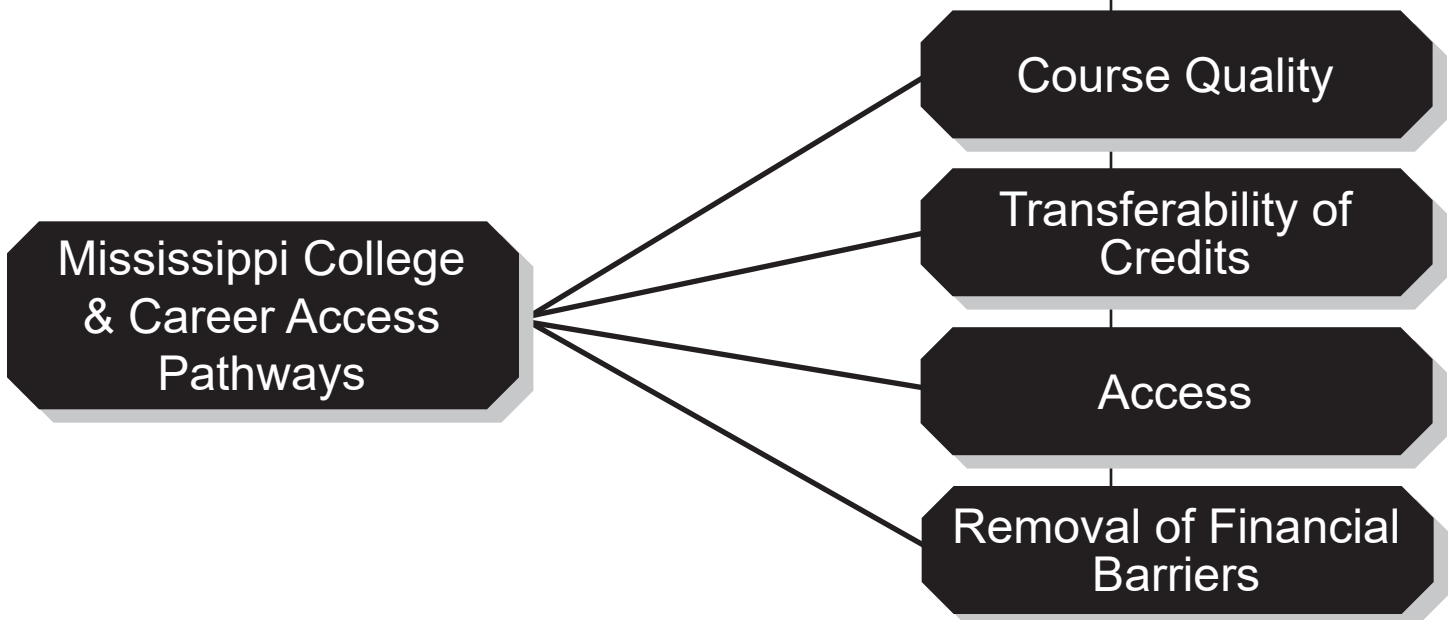 Course Quality
Transferability of
Credits
Mississippi College
& Career Access
Pathways
Access
Removal of Financial
Barriers